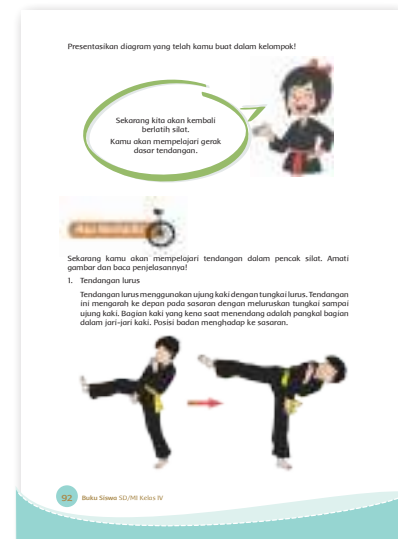 Presentasikan diagram yang telah kamu buat dalam kelompok!
Sekarang kita akan kembali
berlatih silat.
Kamu akan mempelajari gerak
dasar tendangan.
Sekarang kamu akan mempelajari tendangan dalam pencak silat. Amati
gambar dan baca penjelasannya!
1. Tendangan lurus
Tendangan lurus menggunakan ujung kaki dengan tungkai lurus. Tendangan
ini mengarah ke depan pada sasaran dengan meluruskan tungkai sampai
ujung kaki. Bagian kaki yang kena saat menendang adalah pangkal bagian
dalam jari-jari kaki. Posisi badan menghadap ke sasaran.
92 Buku Siswa SD/MI Kelas IV